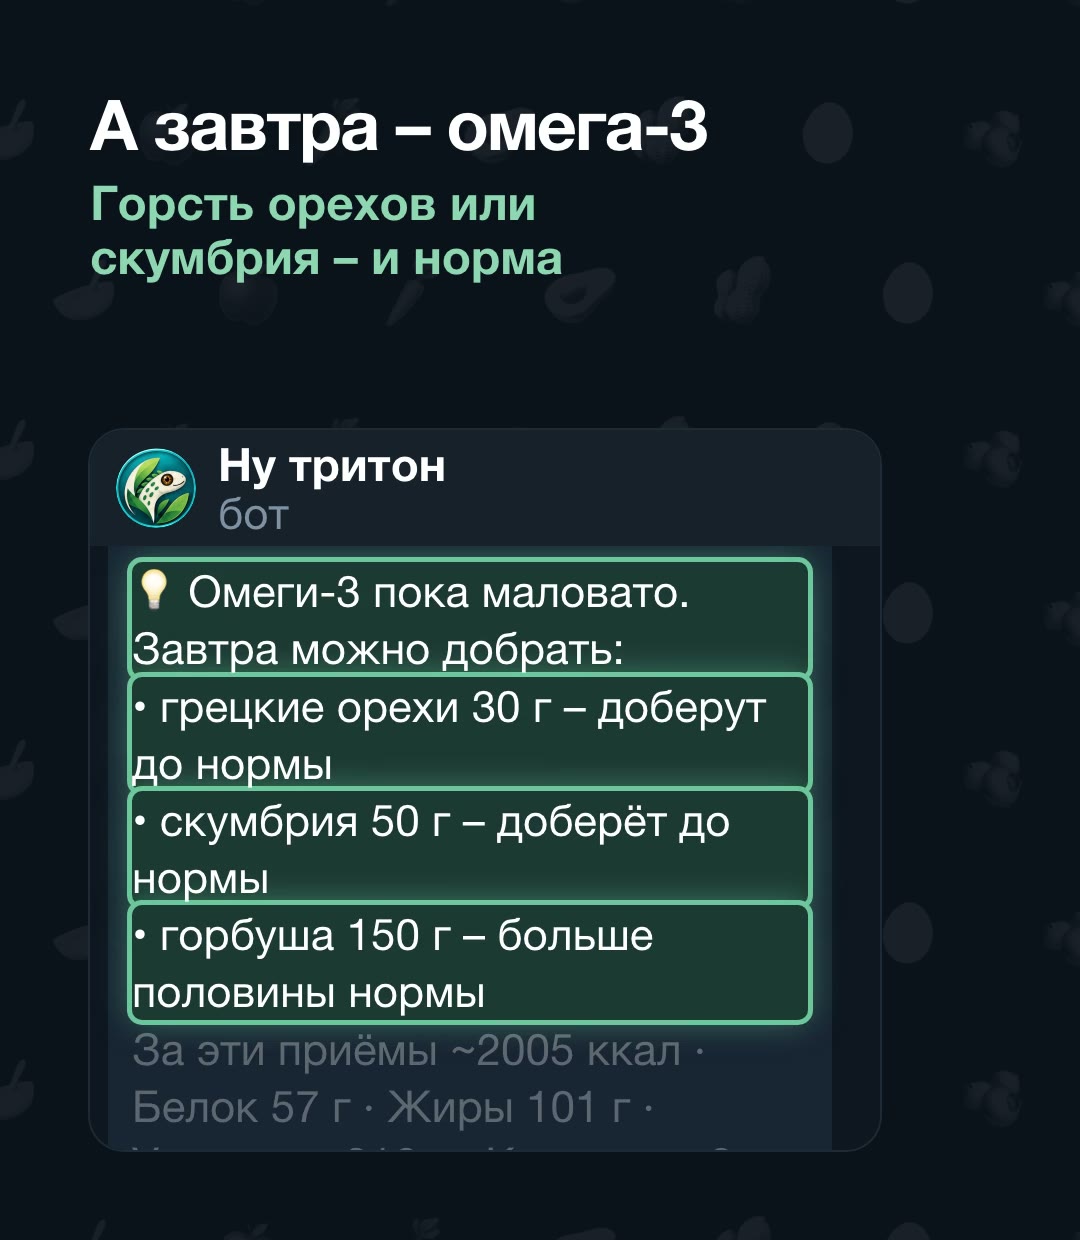 А завтра – омега-3
Горсть орехов или
скумбрия – и норма
Ну тритон
бот
💡 Омеги-3 пока маловато.
Завтра можно добрать:
• грецкие орехи 30 г – доберут
до нормы
• скумбрия 50 г – доберёт до
нормы
• горбуша 150 г – больше
половины нормы
За эти приёмы ~2005 ккал ·
Белок 57 г · Жиры 101 г ·